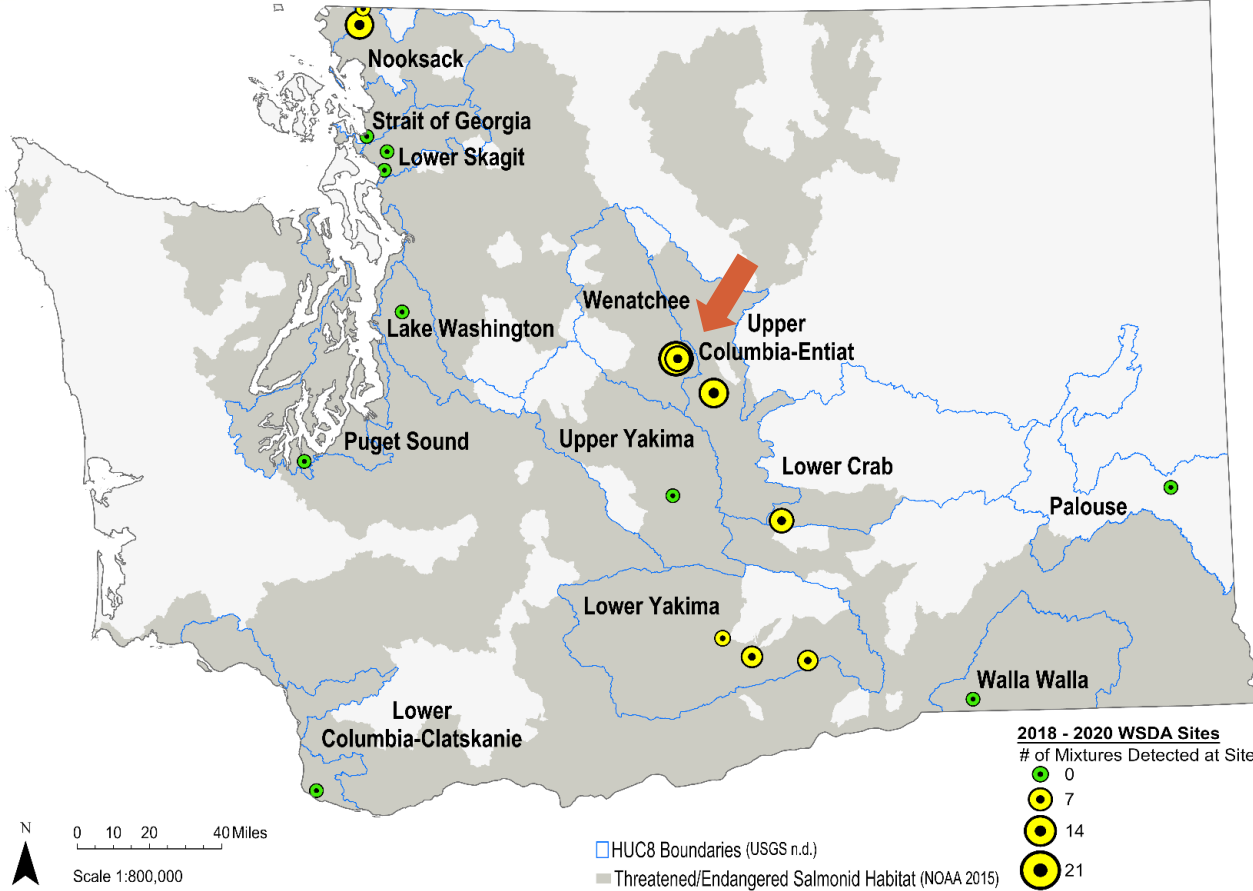 Nooksack
Strait of Georgia
Lower Skagit
Wenatchee
Lake Washington
Upper
Columbia-Entiat
Puget Sound
Upper Yakima
Lower Crab
Palouse
Lower Yakima
Walla Walla
Lower
Columbia-Clatskanie
2018 - 2020 WSDA Sites
# of Mixtures Detected at Site
0
7
14
21
N
0 10 20 40 Miles
Scale 1:800,000
HUC8 Boundaries (USGS n.d.)
Threatened/Endangered Salmonid Habitat (NOAA 2015)